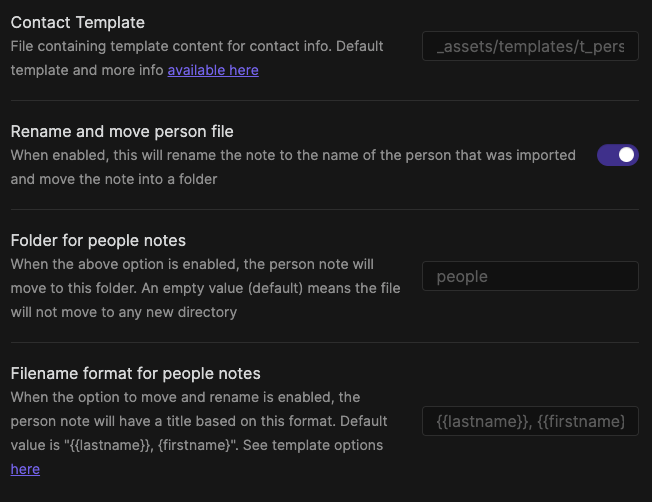 Contact Template
File containing template content for contact info. Default
template and more info available here
_assets/templates/t_pers
Rename and move person file
When enabled, this will rename the note to the name of the person that was imported
and move the note into a folder
Folder for people notes
When the above option is enabled, the person note will
move to this folder. An empty value (default) means the file
will not move to any new directory
people
Filename format for people notes
When the option to move and rename is enabled, the
person note will have a title based on this format. Default
value is "{{lastname}}, {firstname}". See template options
here
{{lastname}}, {{firstname}